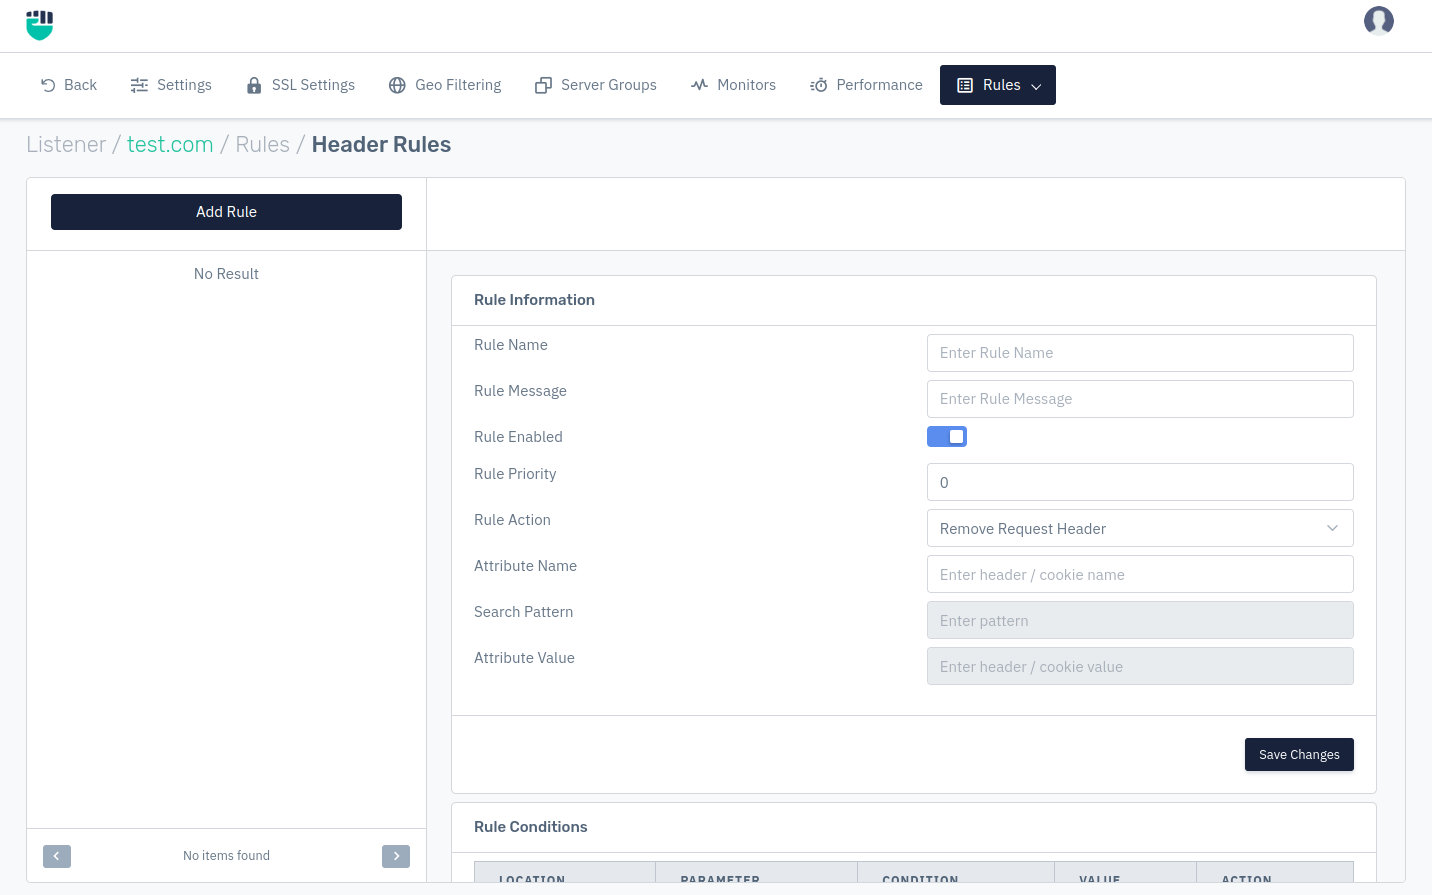 Back Settings SSL Settings Geo Filtering Server Groups Monitors Performance Rules
Listener / test.com / Rules / Header Rules
Add Rule
No Result
Rule Information
Rule Name Enter Rule Name
Rule Message Enter Rule Message
Rule Enabled
Rule Priority 0
Rule Action Remove Request Header
Attribute Name Enter header / cookie name
Search Pattern Enter pattern
Attribute Value Enter header / cookie value
Save Changes
Rule Conditions
No items found
LOCATION PARAMETER CONDITION VALUE ACTION